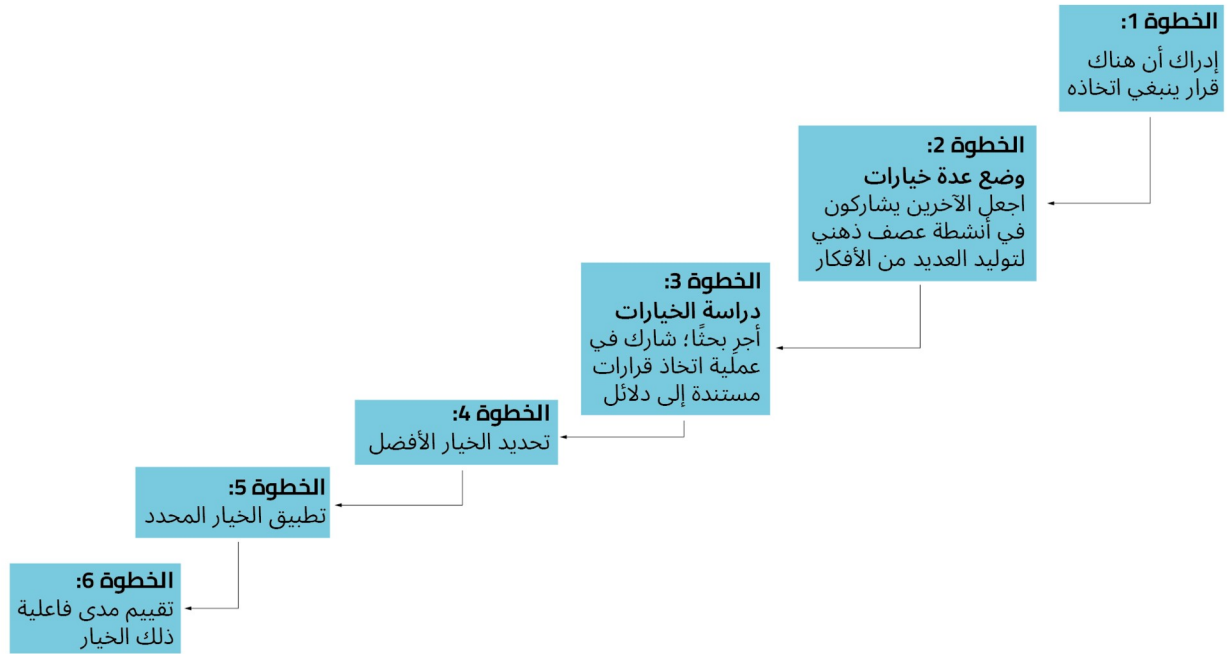 الخطوة 1:
إدراك أن هناك
قرار ينبغي اتخاذه
الخطوة 2:
وضع عدة خيارات
اجعل الآخرين يشاركون
في أنشطة عصف ذهني
لتوليد العديد من الأفكار
الخطوة 3:
دراسة الخيارات
أجرِ بحثًا؛ شارك في
عملية اتخاذ قرارات
مستندة إلى دلائل
الخطوة 4:
تحديد الخيار الأفضل
الخطوة 5:
تطبيق الخيار المحدد
الخطوة 6:
تقييم مدى فاعلية
ذلك الخيار